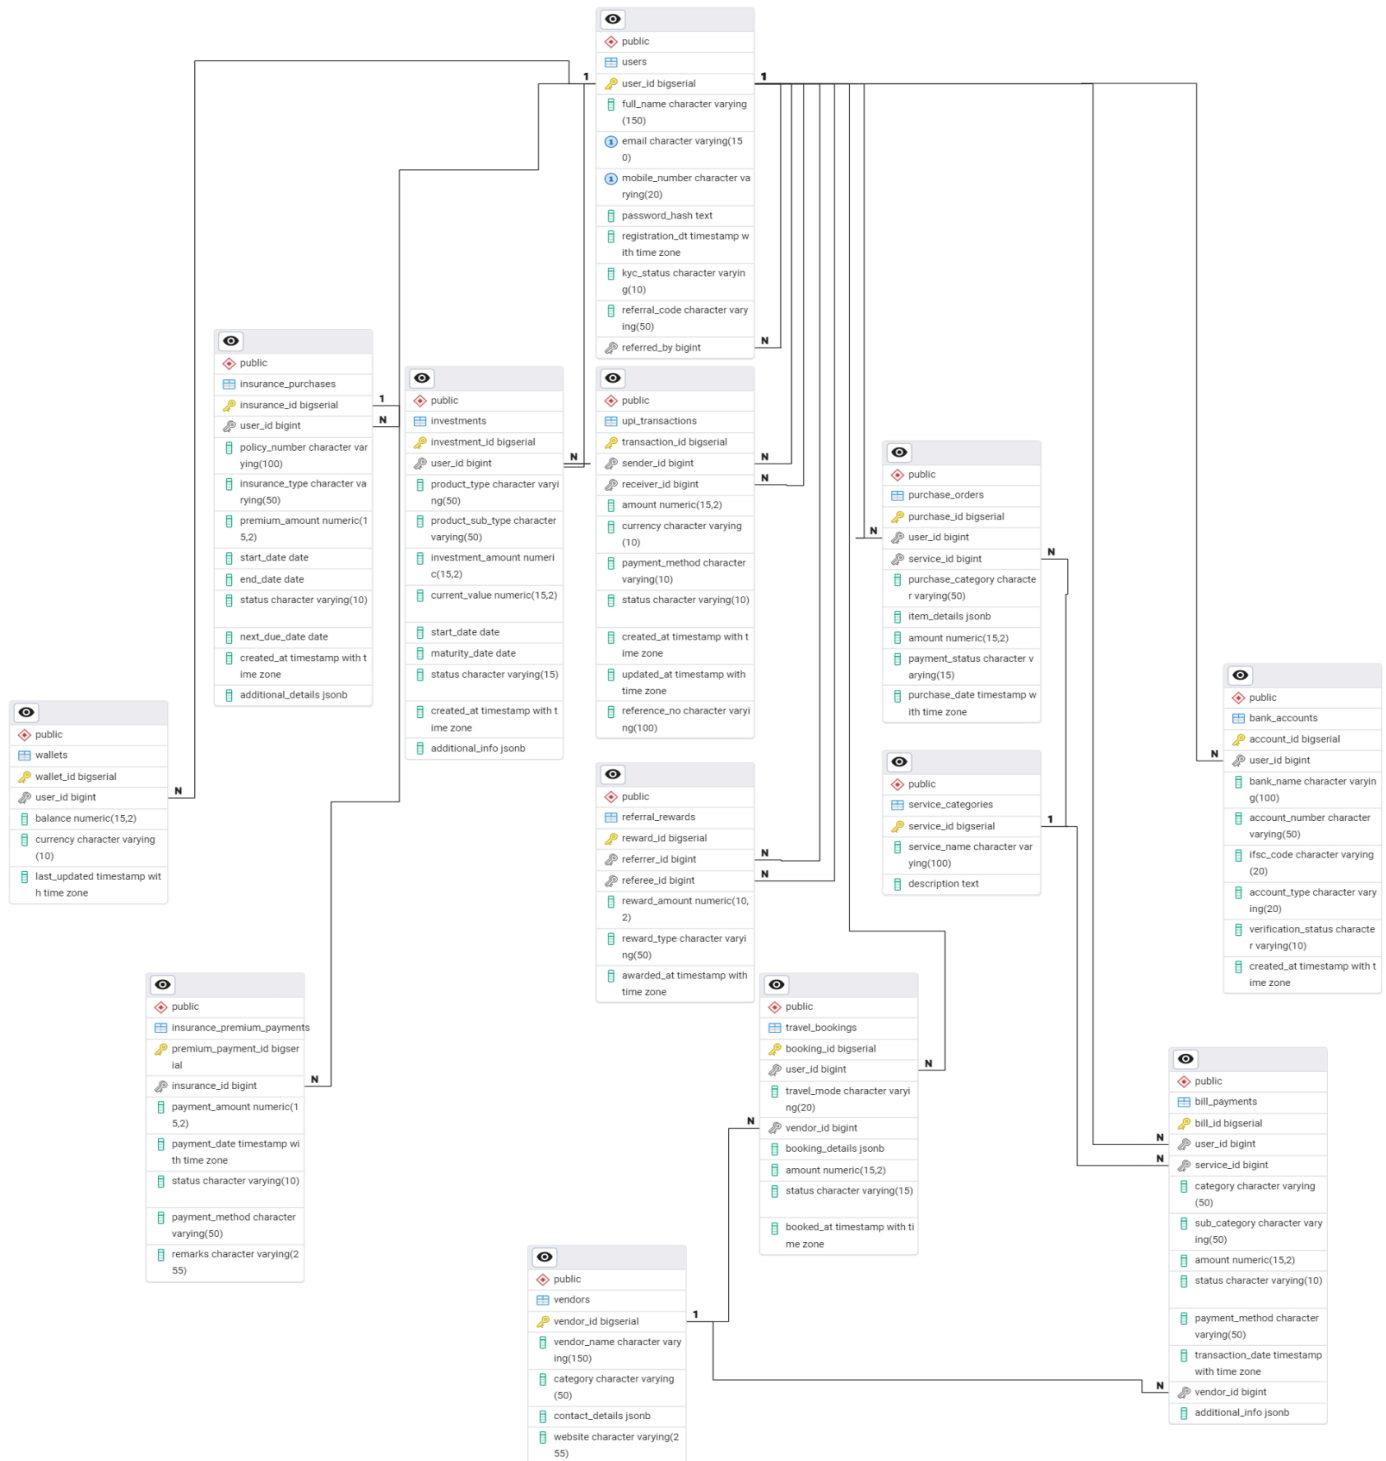 public
users
1
1
user_id bigserial
full_name character varying
(150)
email character varying(15
0)
mobile_number character va
rying(20)
password_hash text
registration_dt timestamp w
ith time zone
kyc_status character varyin
g(10)
referral_code character vary
ing(50)
referred_by bigint
N
public
insurance_purchases
insurance_id bigserial
1
user_id bigint
N
policy_number character var
ying(100)
insurance_type character va
rying(50)
premium_amount numeric(1
5,2)
start_date date
end_date date
status character varying(10)
next_due_date date
created_at timestamp with t
ime zone
additional_details jsonb
public
investments
investment_id bigserial
user_id bigint
N
product_type character varyi
ng(50)
product_sub_type character
varying(50)
investment_amount numeri
c(15,2)
current_value numeric(15,2)
start_date date
maturity_date date
status character varying(15)
created_at timestamp with t
ime zone
additional_info jsonb
public
upi_transactions
transaction_id bigserial
sender_id bigint
N
receiver_id bigint
N
amount numeric(15,2)
currency character varying
(10)
payment_method character
varying(10)
status character varying(10)
created_at timestamp with t
ime zone
updated_at timestamp with
time zone
reference_no character varyi
ng(100)
public
purchase_orders
purchase_id bigserial
N
user_id bigint
service_id bigint
N
purchase_category characte
r varying(50)
item_details jsonb
amount numeric(15,2)
payment_status character v
arying(15)
purchase_date timestamp w
ith time zone
public
bank_accounts
account_id bigserial
N
user_id bigint
bank_name character varyin
g(100)
account_number character
varying(50)
ifsc_code character varying
(20)
account_type character vary
ing(20)
verification_status characte
r varying(10)
created_at timestamp with t
ime zone
public
wallets
wallet_id bigserial
user_id bigint
N
balance numeric(15,2)
currency character varying
(10)
last_updated timestamp wit
h time zone
public
referral_rewards
reward_id bigserial
referrer_id bigint
N
referee_id bigint
N
reward_amount numeric(10,
2)
reward_type character varyi
ng(50)
awarded_at timestamp with
time zone
public
service_categories
service_id bigserial
1
service_name character var
ying(100)
description text
public
insurance_premium_payments
premium_payment_id bigser
ial
insurance_id bigint
N
payment_amount numeric(1
5,2)
payment_date timestamp wi
th time zone
status character varying(10)
payment_method character
varying(50)
remarks character varying(2
55)
public
travel_bookings
booking_id bigserial
user_id bigint
N
travel_mode character varyi
ng(20)
N
vendor_id bigint
booking_details jsonb
amount numeric(15,2)
status character varying(15)
booked_at timestamp with ti
me zone
public
bill_payments
bill_id bigserial
N
user_id bigint
N
service_id bigint
category character varying
(50)
sub_category character vary
ing(50)
amount numeric(15,2)
status character varying(10)
payment_method character
varying(50)
transaction_date timestamp
with time zone
N
vendor_id bigint
additional_info jsonb
public
vendors
vendor_id bigserial
1
vendor_name character vary
ing(150)
category character varying
(50)
contact_details jsonb
website character varying(2
55)